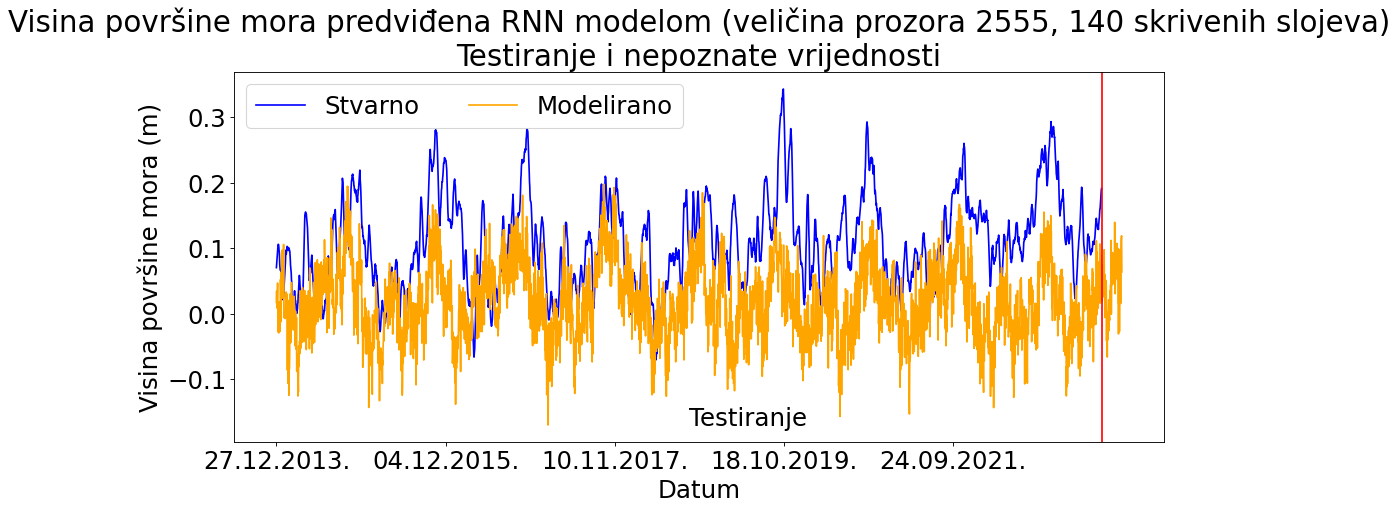 Visina površine mora predviđena RNN modelom (veličina prozora 2555, 140 skrivenih slojeva)
Testiranje i nepoznate vrijednosti
Stvarno
Modelirano
Visina površine mora (m)
0.3
0.2
0.1
0.0
−0.1
Testiranje
27.12.2013.
04.12.2015.
10.11.2017.
18.10.2019.
24.09.2021.
Datum